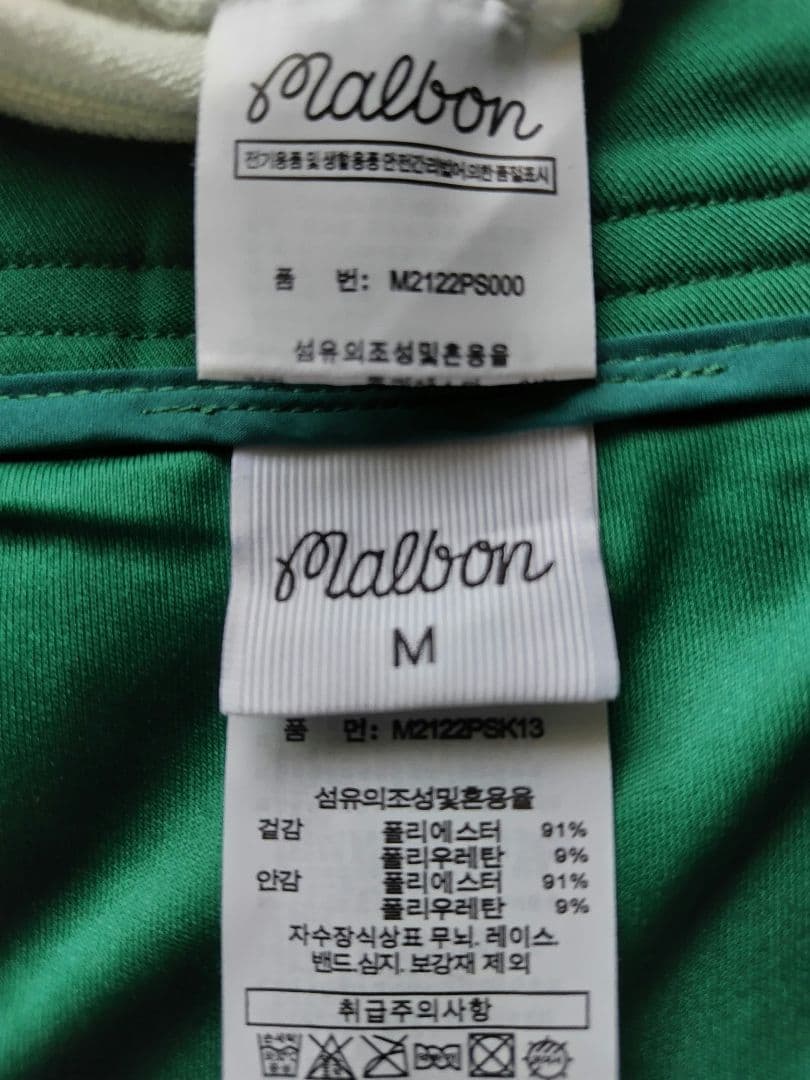 Malbon
전기용품 및 생활용품 안전관리법에 의한 품질표시
품 번: M2122PS000
섬유의조성및혼용율
Malbon
M
품 번: M2122PSK13
섬유의조성및혼용율
겉감 폴리에스터 91%
폴리우레탄 9%
안감 폴리에스터 91%
폴리우레탄 9%
자수장식상표 무늬. 레이스.
밴드.심지. 보강재 제외
취급주의사항